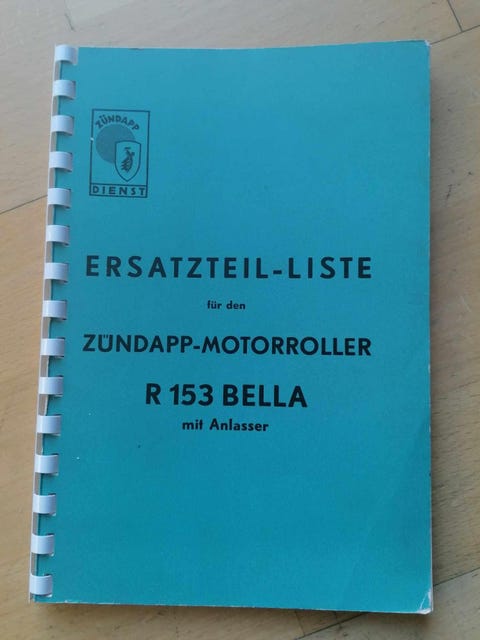 ZÜNDAPP
DIENST
ERSATZTEIL-LISTE
für den
ZÜNDAPP-MOTORROLLER
R 153 BELLA
mit Anlasser